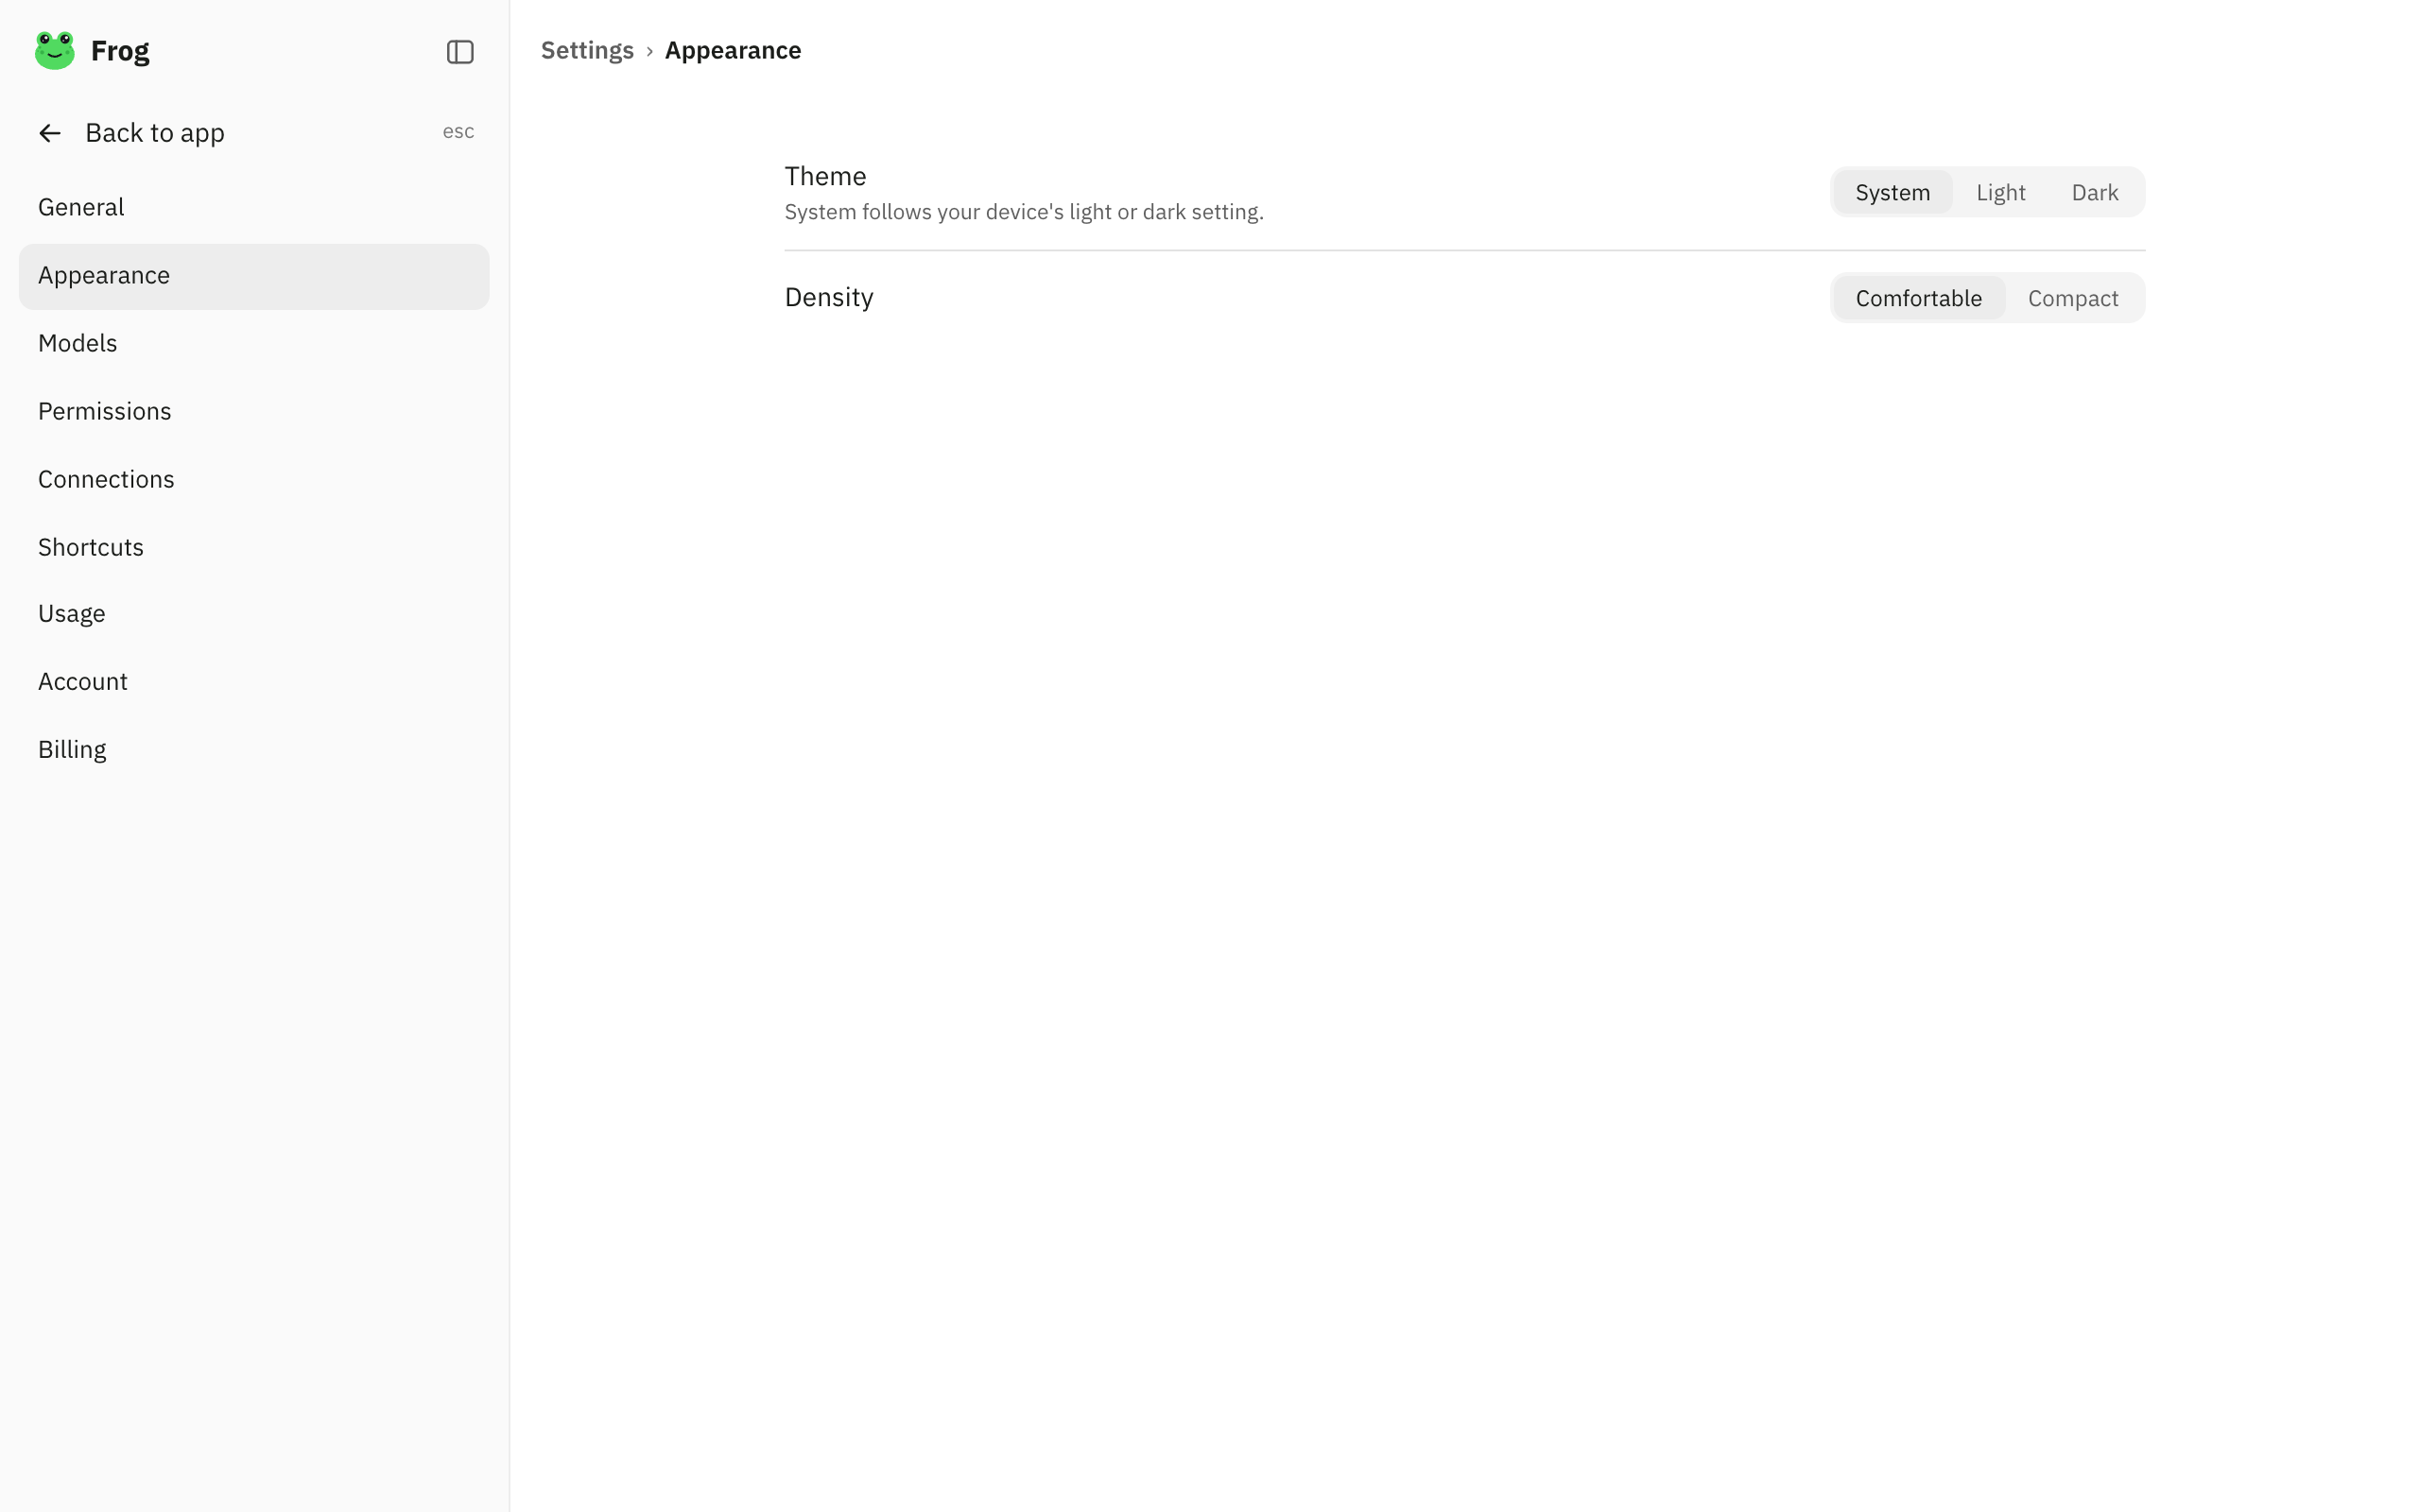 Frog
Back to app
esc
General
Appearance
Models
Permissions
Connections
Shortcuts
Usage
Account
Billing
Settings › Appearance
Theme
System follows your device's light or dark setting.
System Light Dark
Density
Comfortable Compact